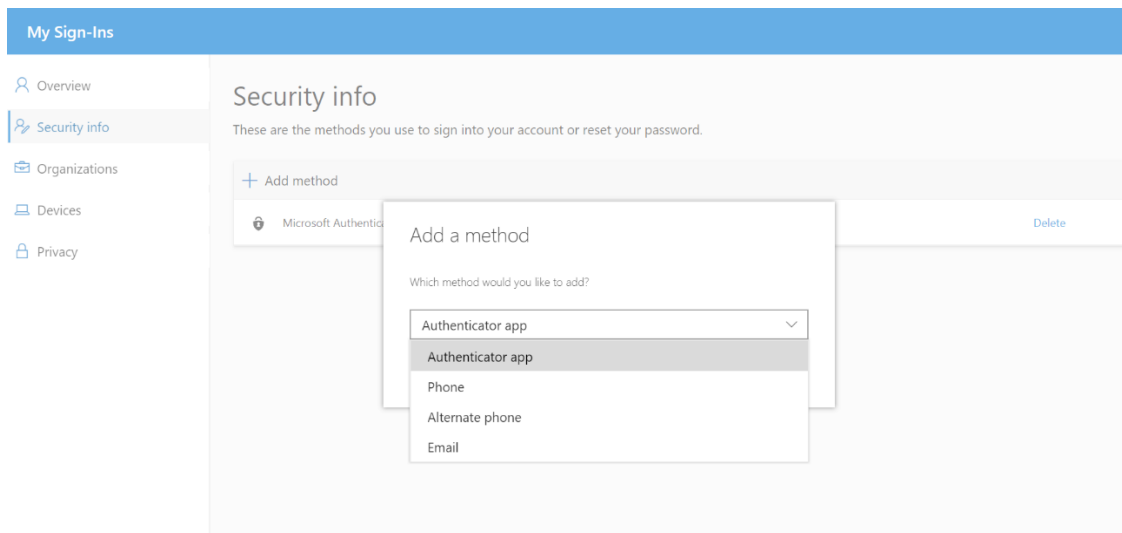 My Sign-Ins
Overview
Security info
Organizations
Devices
Privacy
Security info
These are the methods you use to sign into your account or reset your password.
Add method
Microsoft Delete
Add a method
Which method would you like to add?
Authenticator app
Authenticator app
Phone
Alternate phone
Email